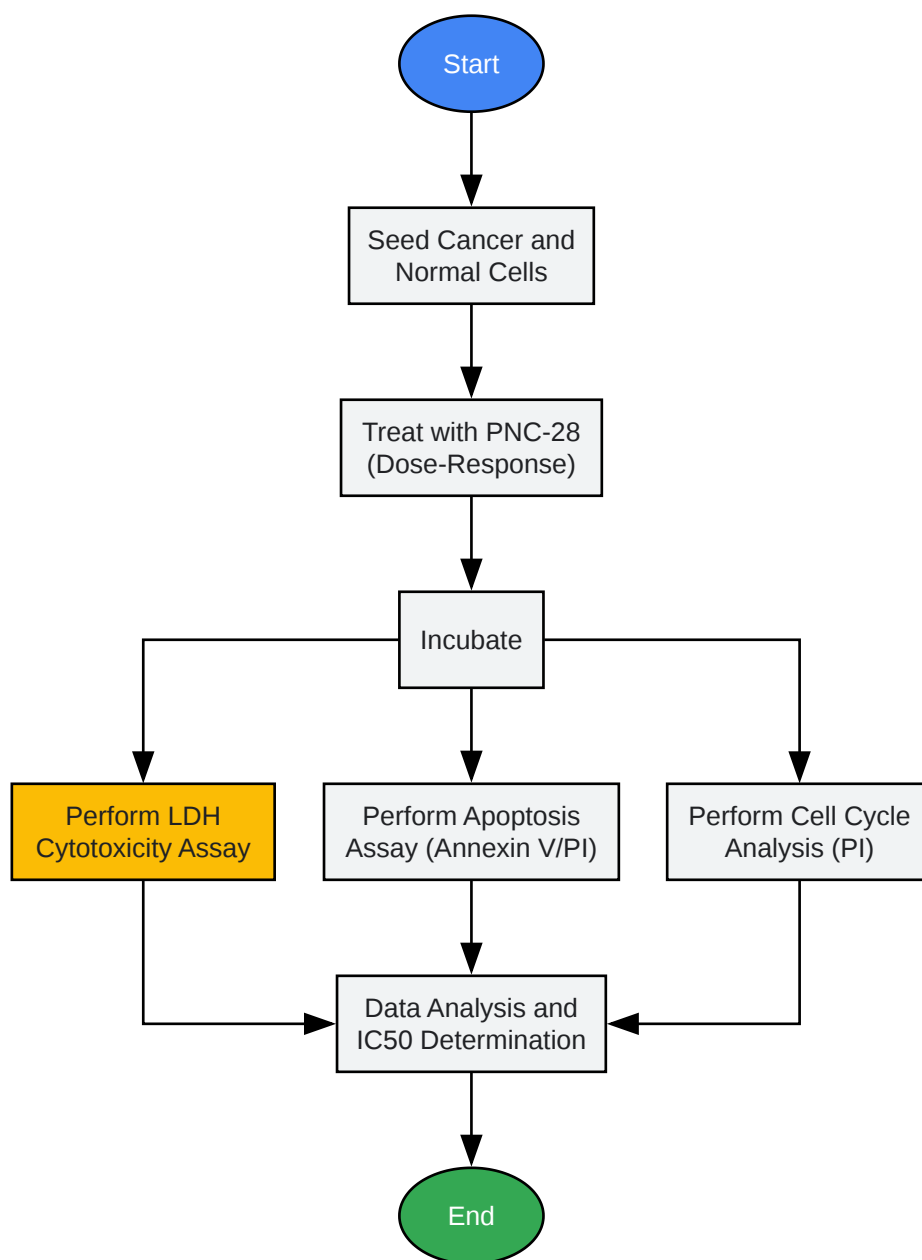 Start
Seed Cancer and
Normal Cells
Treat with PNC-28
(Dose-Response)
Incubate
Perform LDH
Cytotoxicity Assay
Perform Apoptosis
Assay (Annexin V/PI)
Perform Cell Cycle
Analysis (PI)
Data Analysis and
IC50 Determination
End